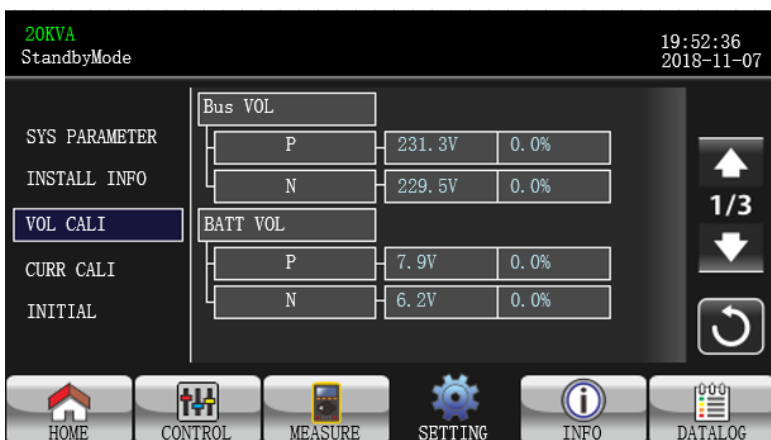 20KVA
StandbyMode
19:52:36
2018-11-07
SYS PARAMETER
INSTALL INFO
VOL CALI
CURR CALI
INITIAL
Bus VOL
P 231.3V 0.0%
N 229.5V 0.0%
BATT VOL
P 7.9V 0.0%
N 6.2V 0.0%
1/3
HOME CONTROL MEASURE SETTING INFO DATALOG